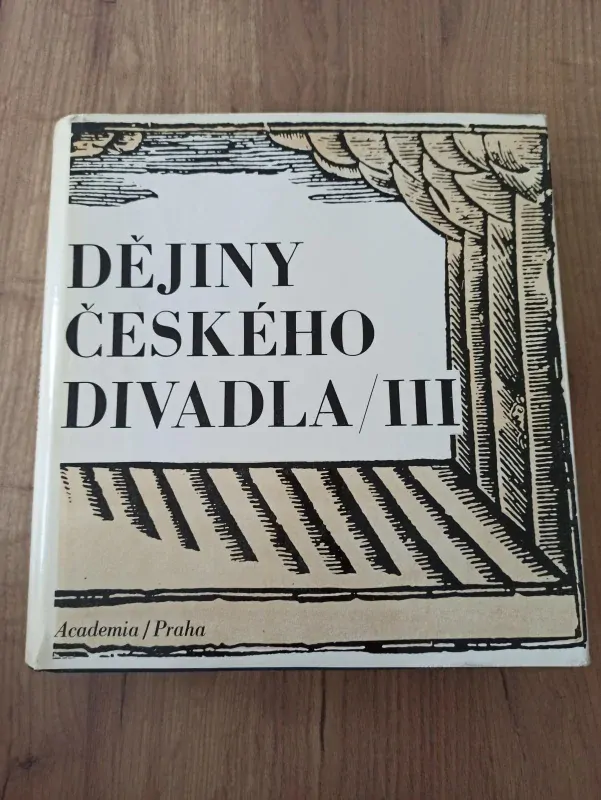 DĚJINY
ČESKÉHO
DIVADLA/III
Academia/Praha